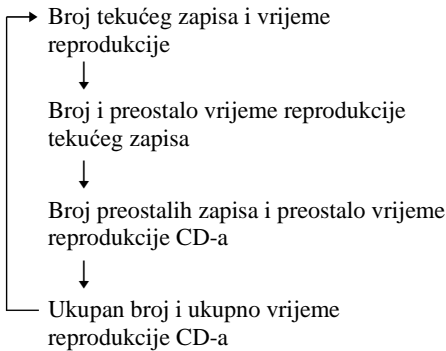 Broj tekućeg zapisa i vrijeme
reprodukcije
Broj i preostalo vrijeme reprodukcije
tekućeg zapisa
Broj preostalih zapisa i preostalo vrijeme
reprodukcije CD-a
Ukupan broj i ukupno vrijeme
reprodukcije CD-a